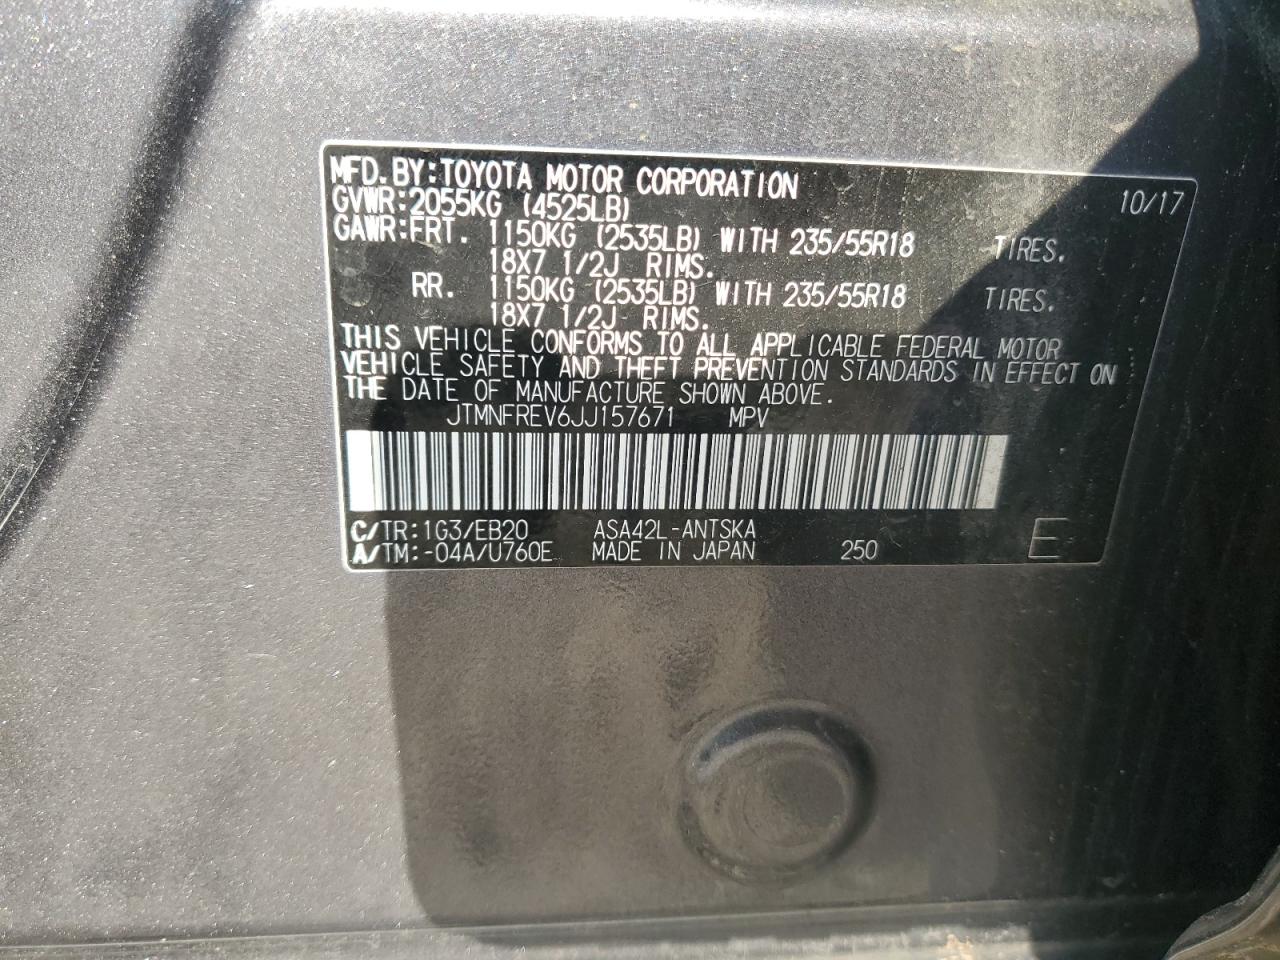 MFD. BY: TOYOTA MOTOR CORPORATION 10/17
GVWR: 2055KG (4525LB)
GAWR: FRT. 1150KG (2535LB) WITH 235/55R18 TIRES.
18X7 1/2J RIMS.
RR. 1150KG (2535LB) WITH 235/55R18 TIRES.
18X7 1/2J RIMS.
THIS VEHICLE CONFORMS TO ALL APPLICABLE FEDERAL MOTOR
VEHICLE SAFETY AND THEFT PREVENTION STANDARDS IN EFFECT ON
THE DATE OF MANUFACTURE SHOWN ABOVE.
JTMNFREV6JJ157671 MPV
C/TR: 1G3/EB20 ASA42L-ANTSKA
A/TM: -04A/U760E MADE IN JAPAN 250 E